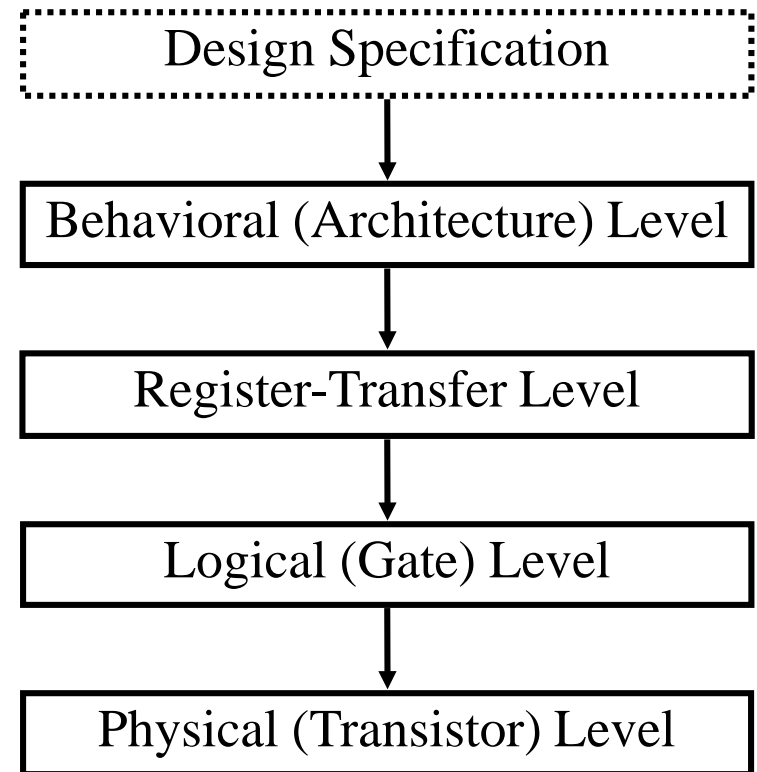 Design Specification
Behavioral (Architecture) Level
Register-Transfer Level
Logical (Gate) Level
Physical (Transistor) Level